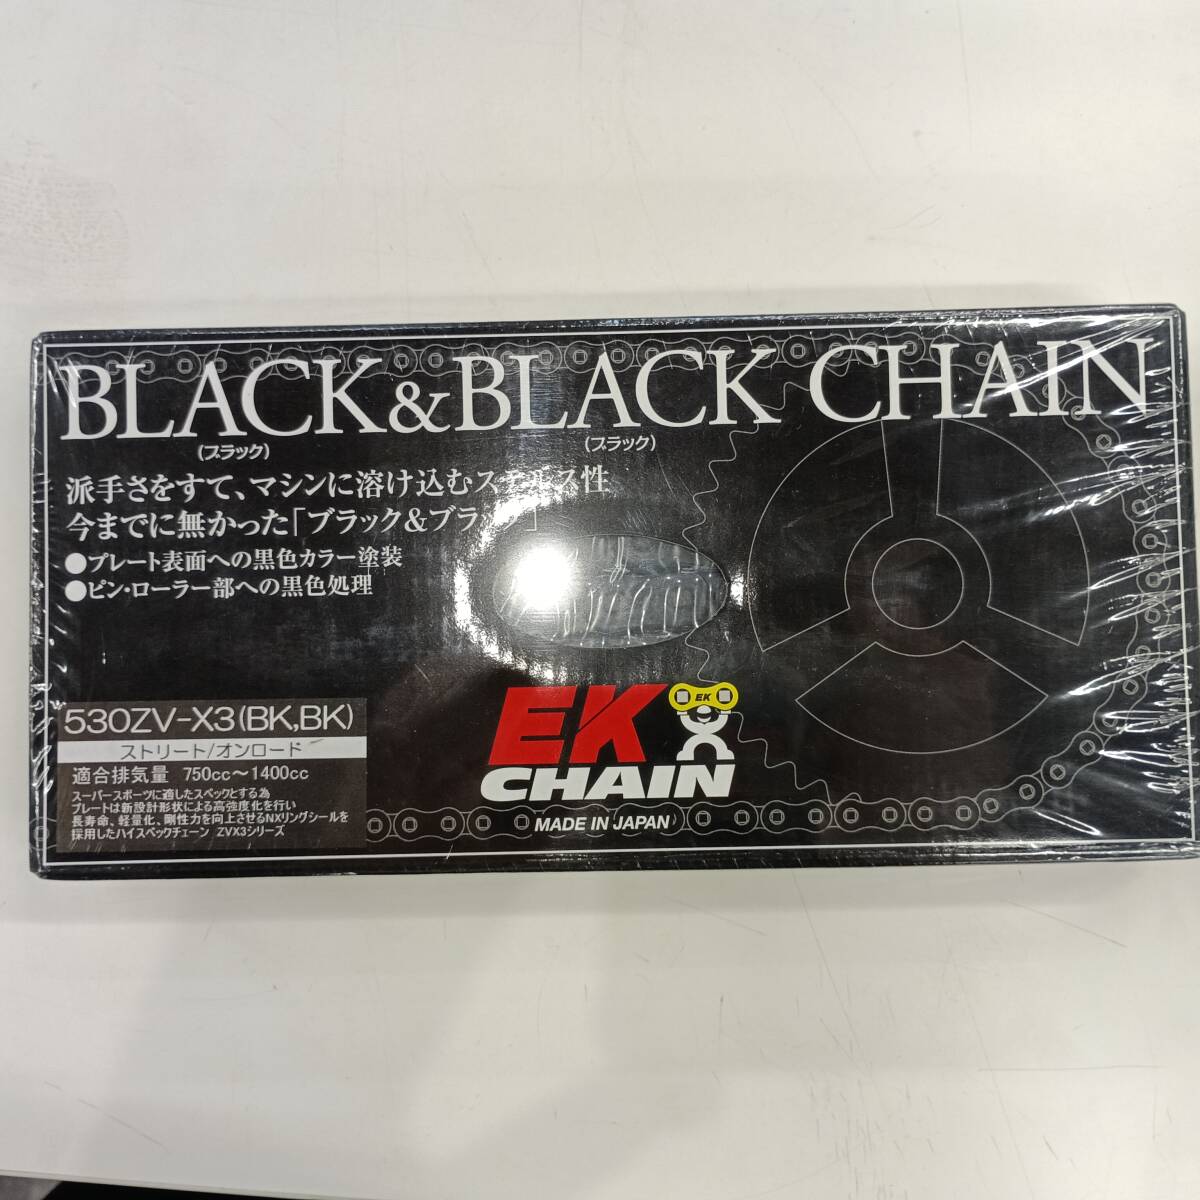 BLACK&BLACK CHAIN
(ブラック) (ブラック)
派手さをすて、マシンに溶け込むステルス性
今までに無かった「ブラック&ブラック」
●プレート表面への黒色カラー塗装
●ピン・ローラー部への黒色処理
530ZV-X3(BK,BK)
ストリート/オンロード
適合排気量 750cc～1400cc
スーパースポーツに適したスペックとする為
プレートは新設計形状による高強度化を行い
長寿命、軽量化、剛性力を向上させるNXリングシールを
採用したハイスペックチェーン ZVX3シリーズ
EK
EK
CHAIN
MADE IN JAPAN